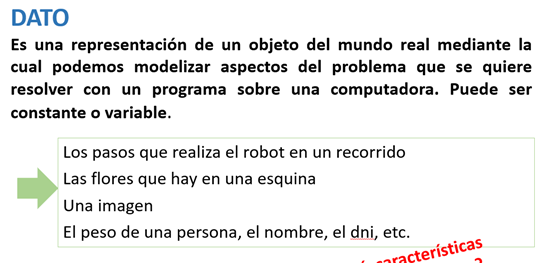 DATO
Es una representación de un objeto del mundo real mediante la
cual podemos modelizar aspectos del problema que se quiere
resolver con un programa sobre una computadora. Puede ser
constante o variable.
Los pasos que realiza el robot en un recorrido
Las flores que hay en una esquina
Una imagen
El peso de una persona, el nombre, el dni, etc.
características